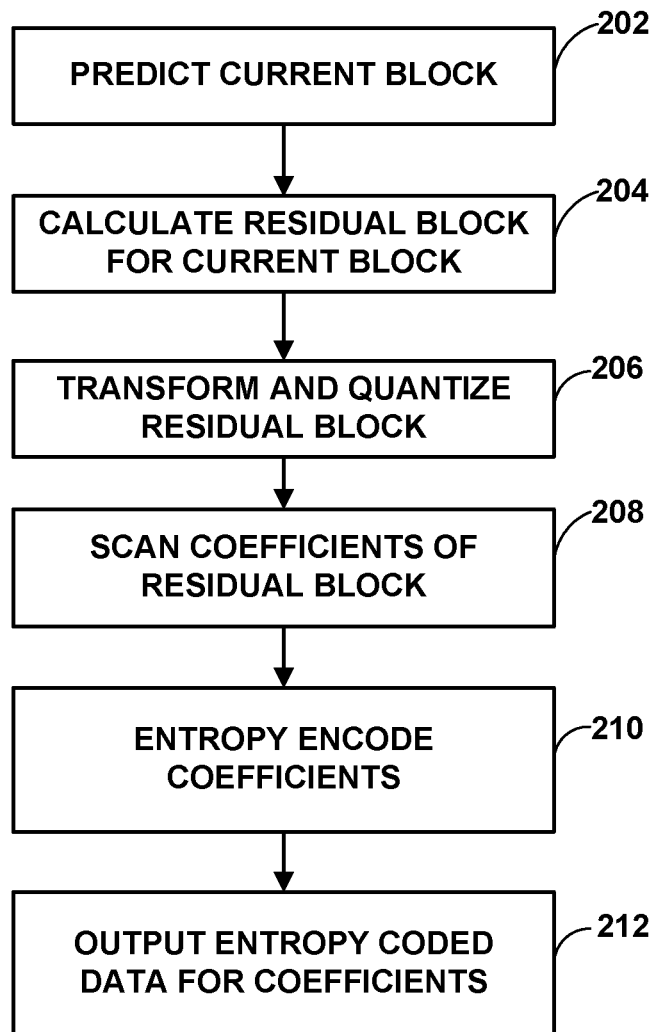 202
PREDICT CURRENT BLOCK
204
CALCULATE RESIDUAL BLOCK
FOR CURRENT BLOCK
206
TRANSFORM AND QUANTIZE
RESIDUAL BLOCK
208
SCAN COEFFICIENTS OF
RESIDUAL BLOCK
210
ENTROPY ENCODE
COEFFICIENTS
212
OUTPUT ENTROPY CODED
DATA FOR COEFFICIENTS